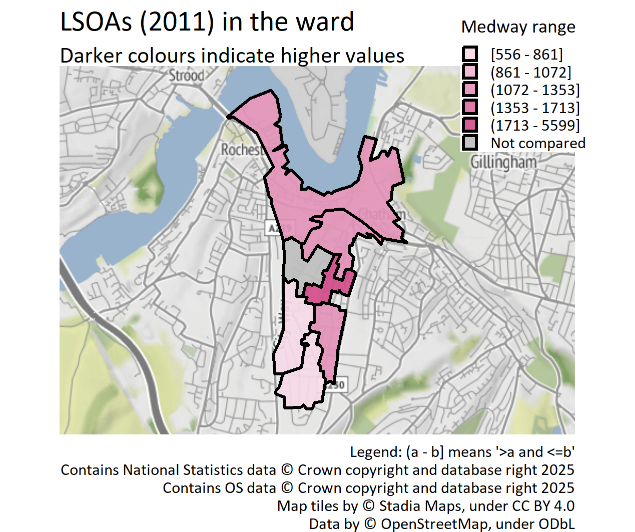 LSOAs (2011) in the ward
Darker colours indicate higher values
Medway range
[556 - 861]
(861 - 1072]
(1072 - 1353]
(1353 - 1713]
(1713 - 5599]
Not compared
Strood
Gillingham
Legend: (a - b] means '>a and <=b'
Contains National Statistics data © Crown copyright and database right 2025
Contains OS data © Crown copyright and database right 2025
Map tiles by © Stadia Maps, under CC BY 4.0
Data by © OpenStreetMap, under ODbL